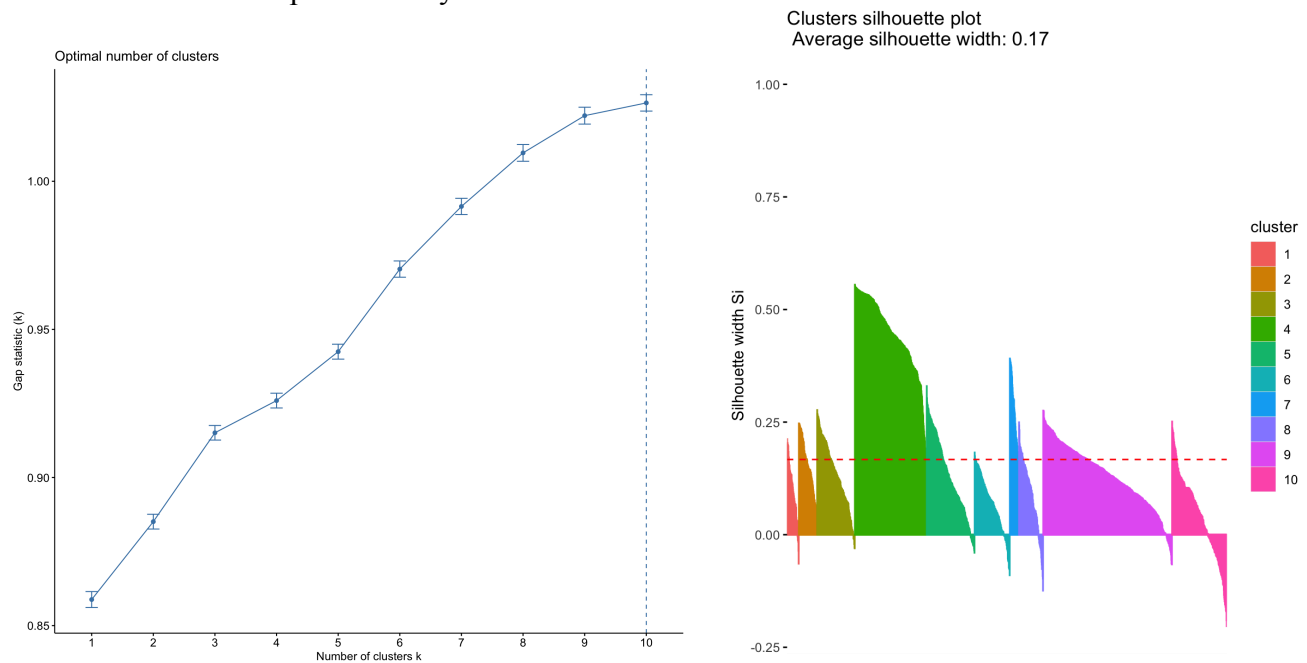 Optimal number of clusters
1.00
0.95
0.90
0.85
Gap statistic (k)
1 2 3 4 5 6 7 8 9 10
Number of clusters k
Clusters silhouette plot
Average silhouette width: 0.17
1.00
0.75
0.50
0.25
0.00
-0.25
Silhouette width Si
cluster
1
2
3
4
5
6
7
8
9
10